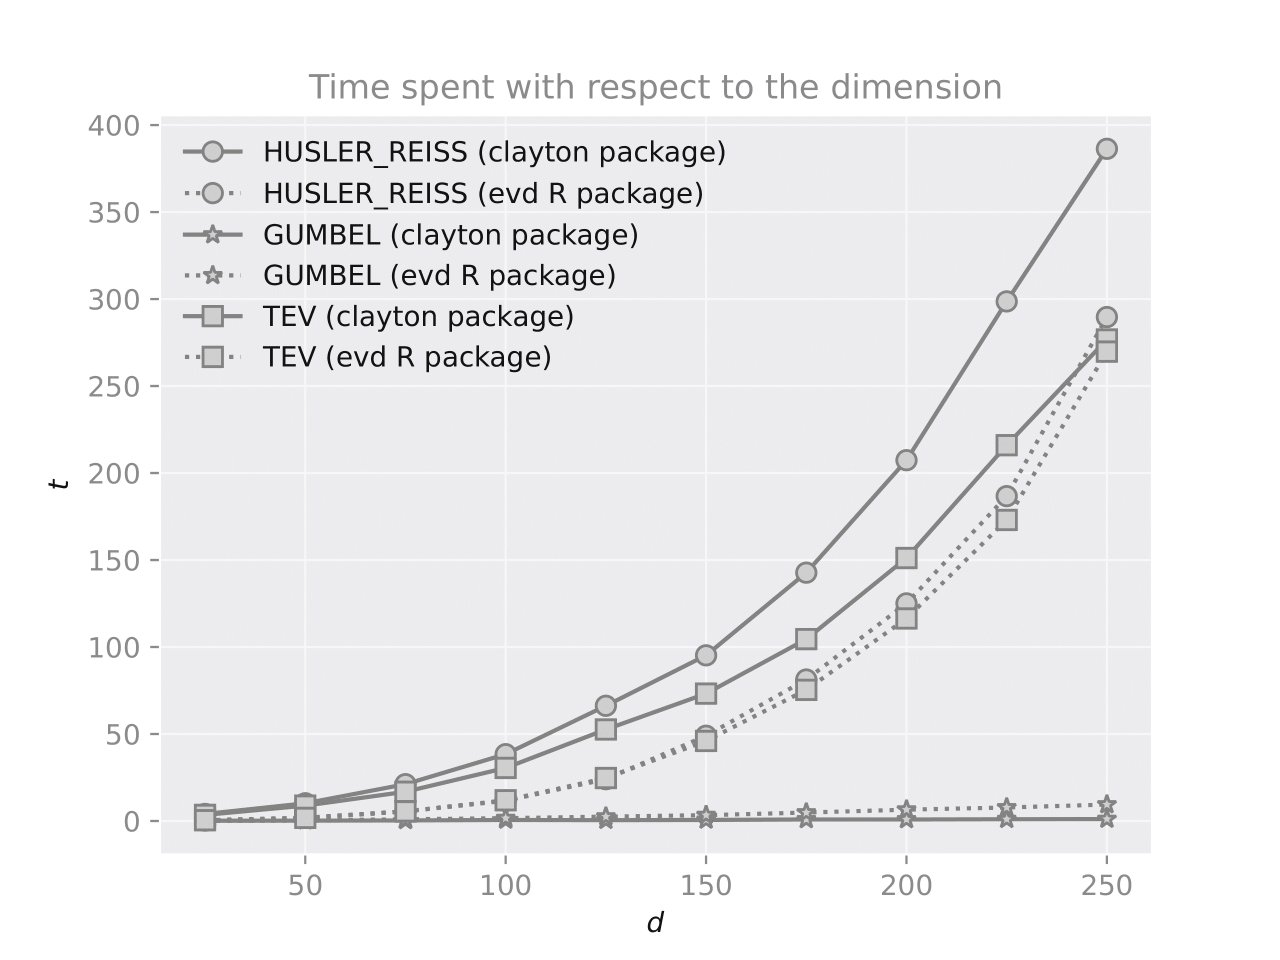 Time spent with respect to the dimension
400
350
300
250
200
150
100
50
0
t
HUSLER_REISS (clayton package)
HUSLER_REISS (evd R package)
GUMBEL (clayton package)
GUMBEL (evd R package)
TEV (clayton package)
TEV (evd R package)
50 100 150 200 250
d